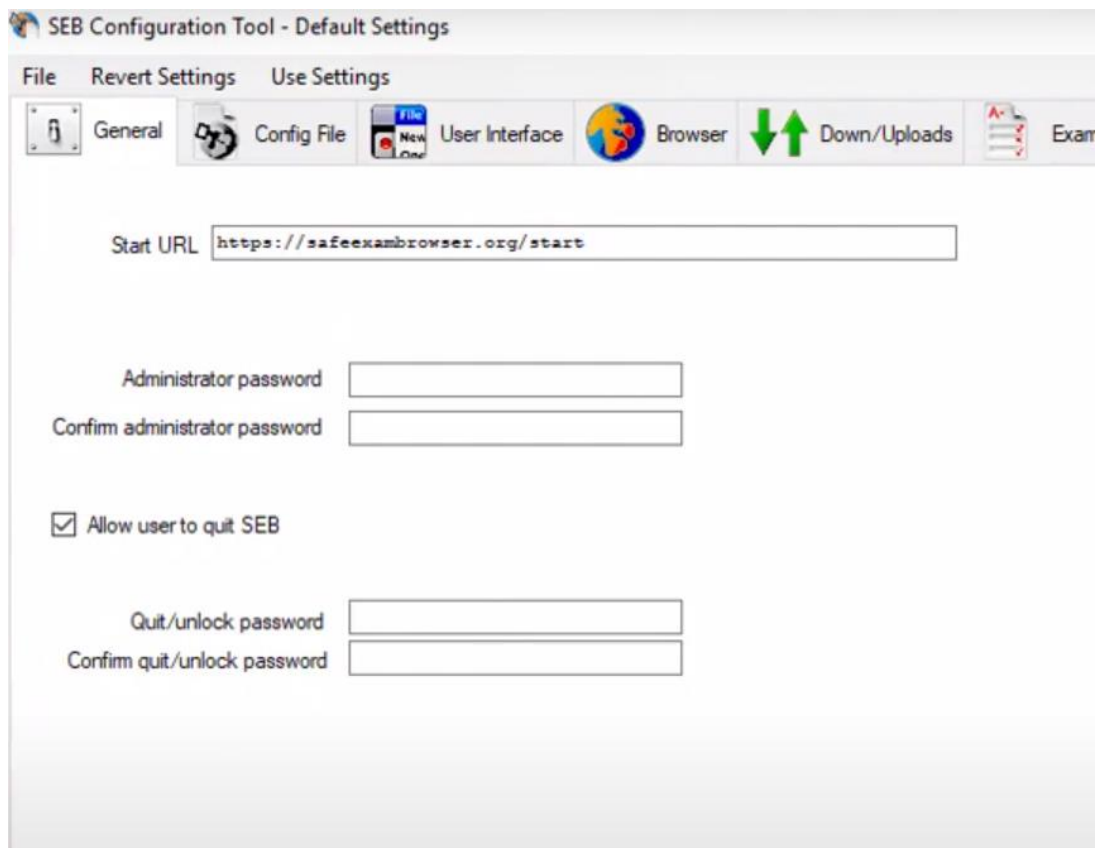 SEB Configuration Tool - Default Settings
File Revert Settings Use Settings
General Config File User Interface Browser Down/Uploads Exam
Start URL https://safeexambrowser.org/start
Administrator password
Confirm administrator password
Allow user to quit SEB
Quit/unlock password
Confirm quit/unlock password